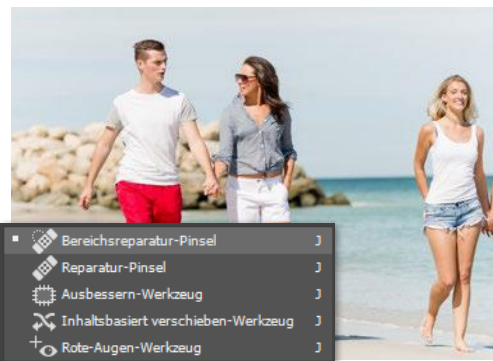 Bereichsreparatur-Pinsel J
Reparatur-Pinsel J
Ausbessern-Werkzeug J
Inhaltsbasiert verschieben-Werkzeug J
Rote-Augen-Werkzeug J